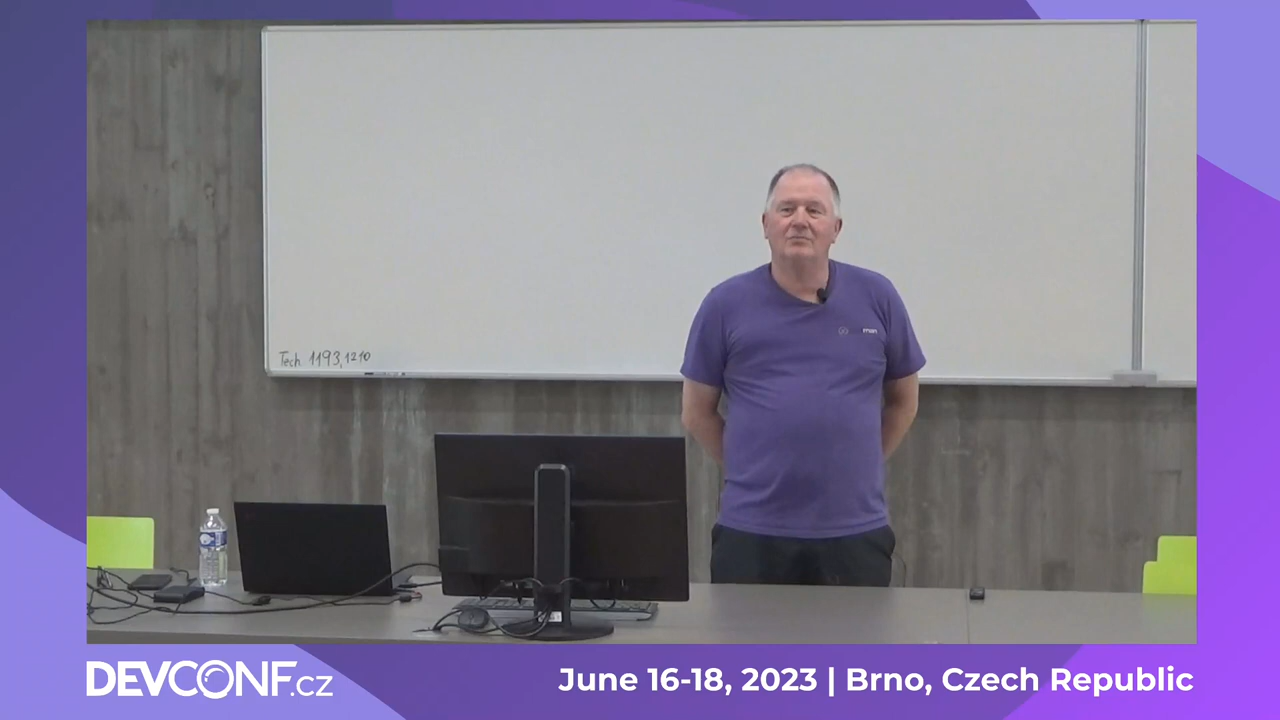 Tech. 1193, 1210
DEVCONF.CZ
June 16-18, 2023 | Brno, Czech Republic